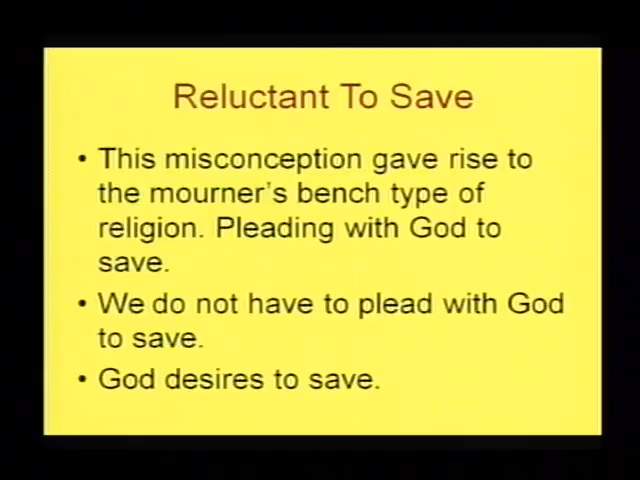 Reluctant To Save
• This misconception gave rise to
the mourner's bench type of
religion. Pleading with God to
save.
• We do not have to plead with God
to save.
• God desires to save.